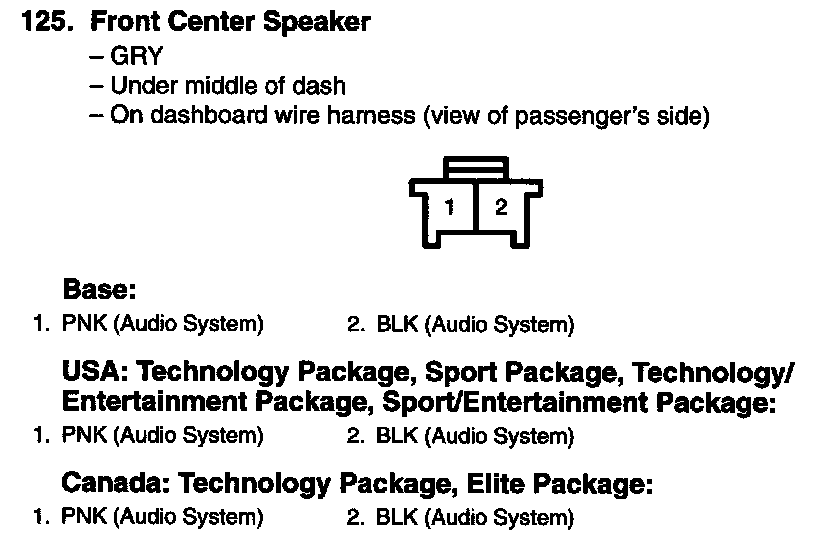 125. Front Center Speaker
– GRY
– Under middle of dash
– On dashboard wire harness (view of passenger's side)
1 2
Base:
1. PNK (Audio System) 2. BLK (Audio System)
USA: Technology Package, Sport Package, Technology/
Entertainment Package, Sport/Entertainment Package:
1. PNK (Audio System) 2. BLK (Audio System)
Canada: Technology Package, Elite Package:
1. PNK (Audio System) 2. BLK (Audio System)